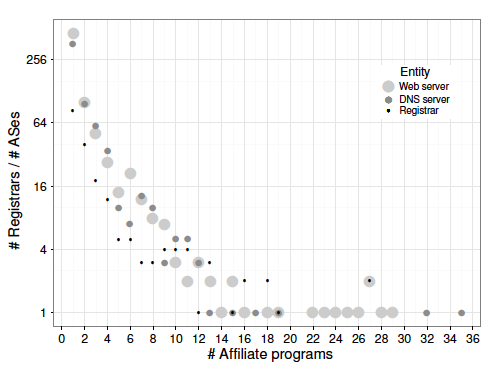 # Registrars / # ASes
256
64
16
4
1
Entity
Web server
DNS server
Registrar
0 2 4 6 8 10 12 14 16 18 20 22 24 26 28 30 32 34 36
# Affiliate programs